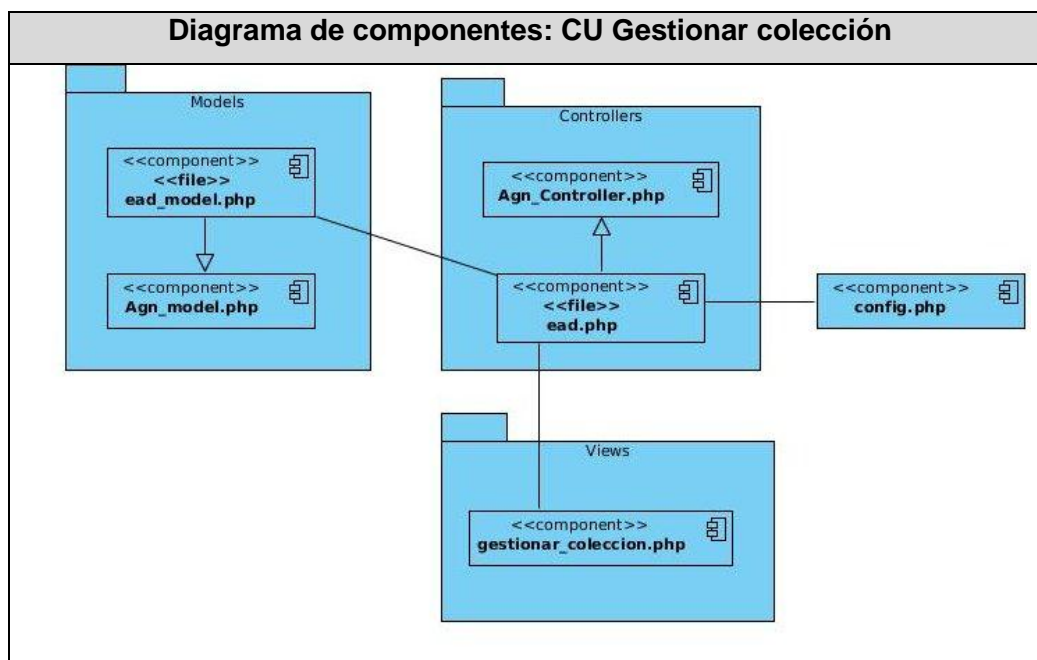 Diagrama de componentes: CU Gestionar colección
Models
<<component>>
<<file>>
ead_model.php
<<component>>
Agn_model.php
Controllers
<<component>>
Agn_Controller.php
<<component>>
<<file>>
ead.php
<<component>>
config.php
Views
<<component>>
gestionar_coleccion.php